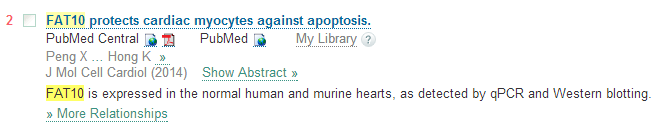 2 FAT10 protects cardiac myocytes against apoptosis.
PubMed Central PDF PubMed My Library ?
Peng X ... Hong K »
J Mol Cell Cardiol (2014) Show Abstract »
FAT10 is expressed in the normal human and murine hearts, as detected by qPCR and Western blotting.
» More Relationships